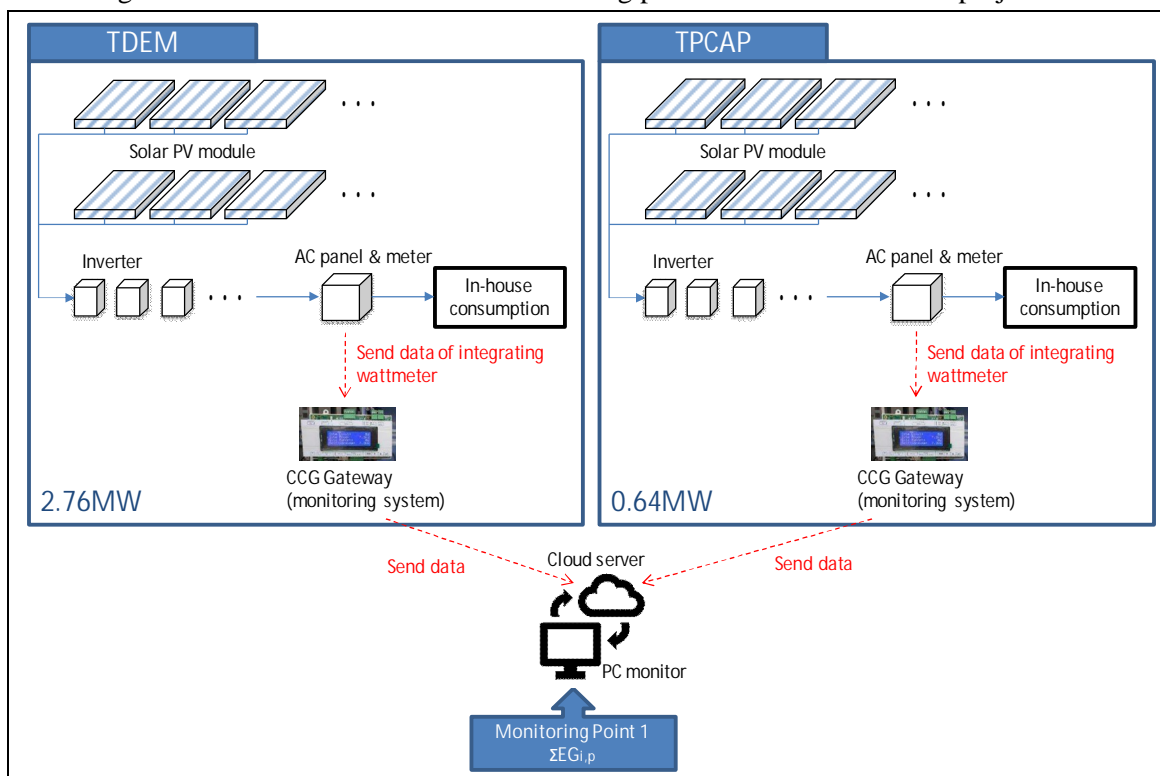 TDEM
Solar PV module
Inverter
AC panel & meter
In-house
consumption
Send data of integrating
wattmeter
CCG Gateway
(monitoring system)
2.76MW
TPCAP
Solar PV module
Inverter
AC panel & meter
In-house
consumption
Send data of integrating
wattmeter
CCG Gateway
(monitoring system)
0.64MW
Send data
Cloud server
Send data
PC monitor
Monitoring Point 1
ΣEGi,p